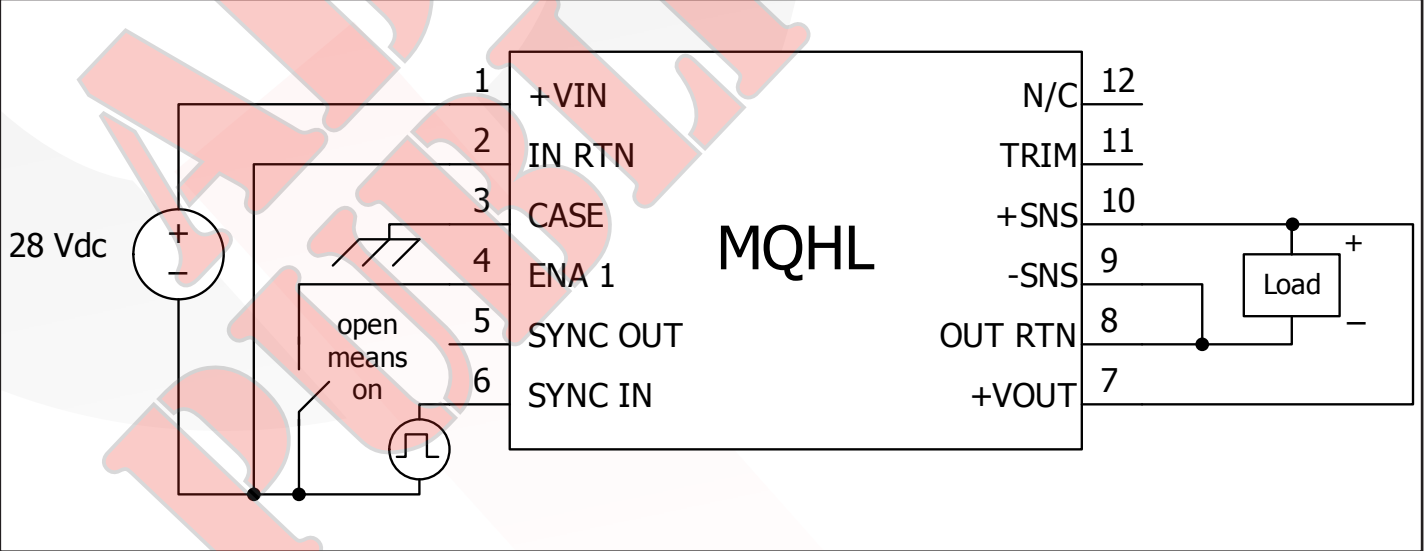 28 Vdc
+
−
1
+VIN
2
IN RTN
3
CASE
4
ENA 1
5
SYNC OUT
6
SYNC IN
open
means
on
MQHL
N/C
12
TRIM
11
+SNS
10
-SNS
9
OUT RTN
8
+VOUT
7
Load
+
−